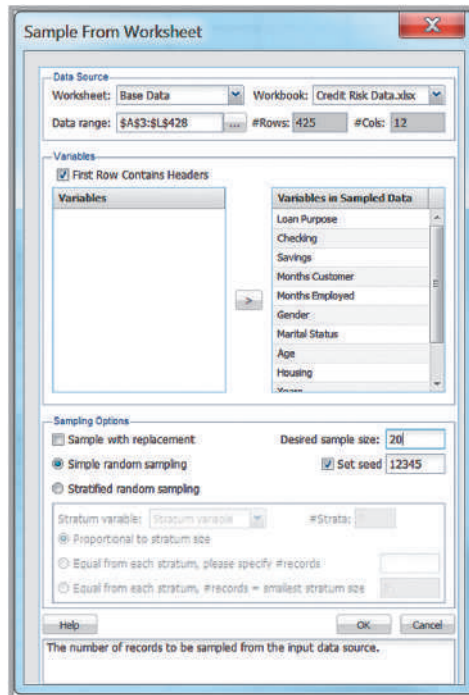 Sample From Worksheet
X
Data Source
Worksheet: Base Data Workbook: Credit Risk Data.xlsx
Data range: $A$3:$L$428 ... #Rows: 425 #Cols: 12
Variables
First Row Contains Headers
Variables Variables in Sampled Data
Loan Purpose
Checking
Savings
Months Customer
Months Employed
>
Gender
Marital Status
Age
Housing
Years
Sampling Options
Sample with replacement Desired sample size: 20
Simple random sampling Set seed 12345
Stratified random sampling
Stratum variable: Stratum variable #Strata:
Proportional to stratum size
Equal from each stratum, please specify #records
Equal from each stratum, #records = smallest stratum size
Help OK Cancel
The number of records to be sampled from the input data source.